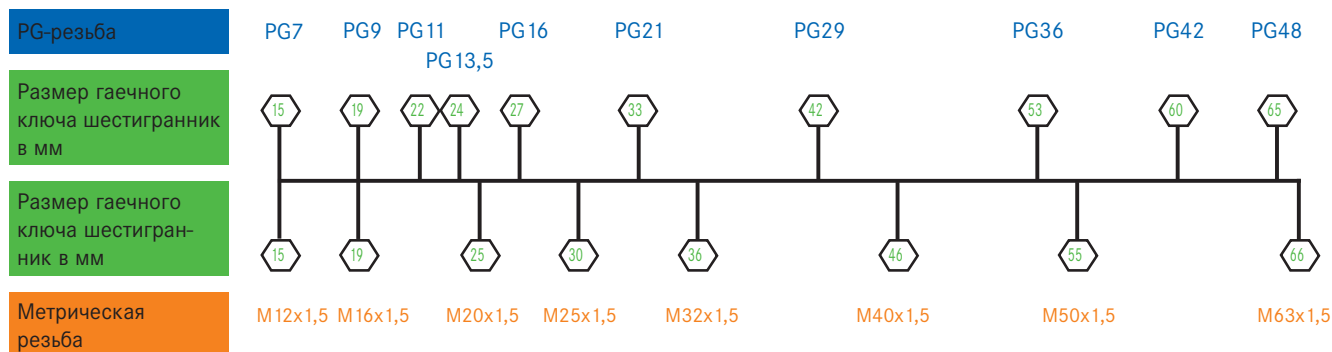 PG-резьба
PG7 PG9 PG11 PG16 PG21 PG29 PG36 PG42 PG48
PG13,5
Размер гаечного
ключа шестигранник
в мм
15 19 22 24 27 33 42 53 60 65
Размер гаечного
ключа шестигран-
ник в мм
15 19 25 30 36 46 55 66
Метрическая
резьба
M12x1,5 M16x1,5 M20x1,5 M25x1,5 M32x1,5 M40x1,5 M50x1,5 M63x1,5